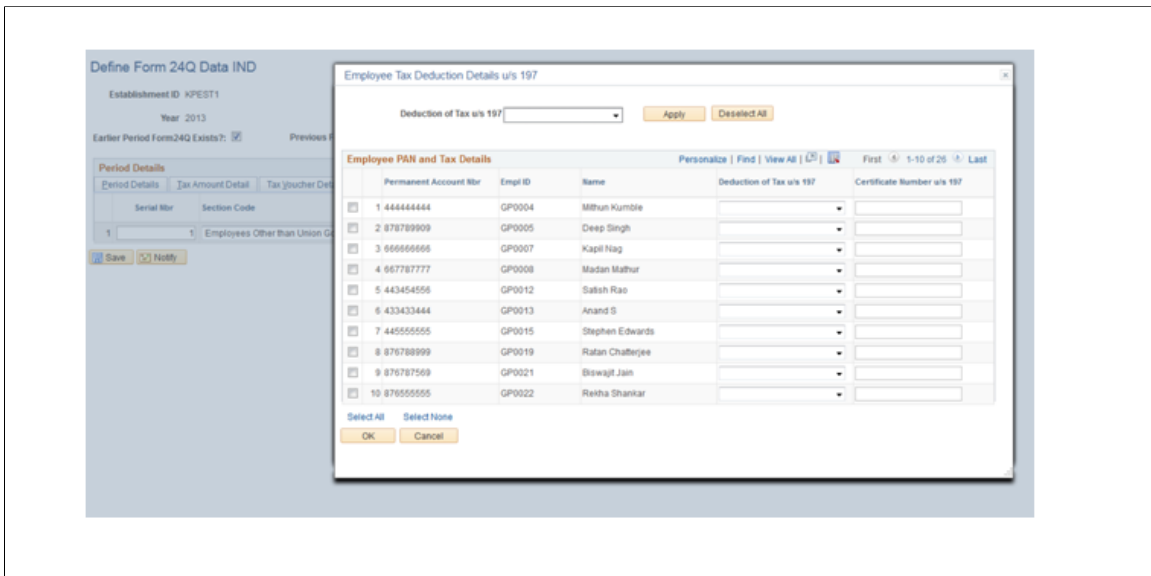 Define Form 24Q Data IND
Establishment ID KPEST1
Year 2013
Earlier Period Form24Q Exists?: Previous
Period Details
Period Details Tax Amount Detail Tax Voucher Det
Serial Nbr Section Code
1 1 Employees Other than Union Go
Save Notify
Employee Tax Deduction Details u/s 197
Deduction of Tax u/s 197 Apply Deselect All
Employee PAN and Tax Details Personalize | Find | View All | First 1-10 of 26 Last
Permanent Account Nbr Empl ID Name Deduction of Tax u/s 197 Certificate Number u/s 197
1 444444444 GP0004 Mithun Kumble
2 878789909 GP0005 Deep Singh
3 666666666 GP0007 Kapil Nag
4 667787777 GP0008 Madan Mathur
5 443454556 GP0012 Satish Rao
6 433433444 GP0013 Anand S
7 445555555 GP0015 Stephen Edwards
8 876788999 GP0019 Ratan Chatterjee
9 876787569 GP0021 Biswajit Jain
10 876555555 GP0022 Rekha Shankar
Select All Select None
OK Cancel